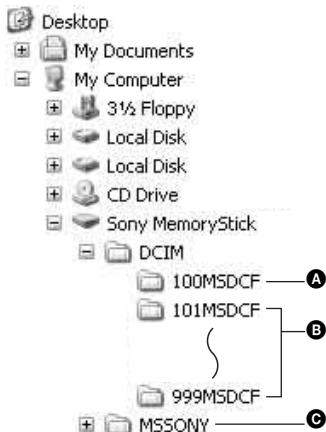 Desktop
My Documents
My Computer
3½ Floppy
Local Disk
Local Disk
CD Drive
Sony MemoryStick
DCIM
100MSDCF A
101MSDCF
B
999MSDCF
MSSONY C